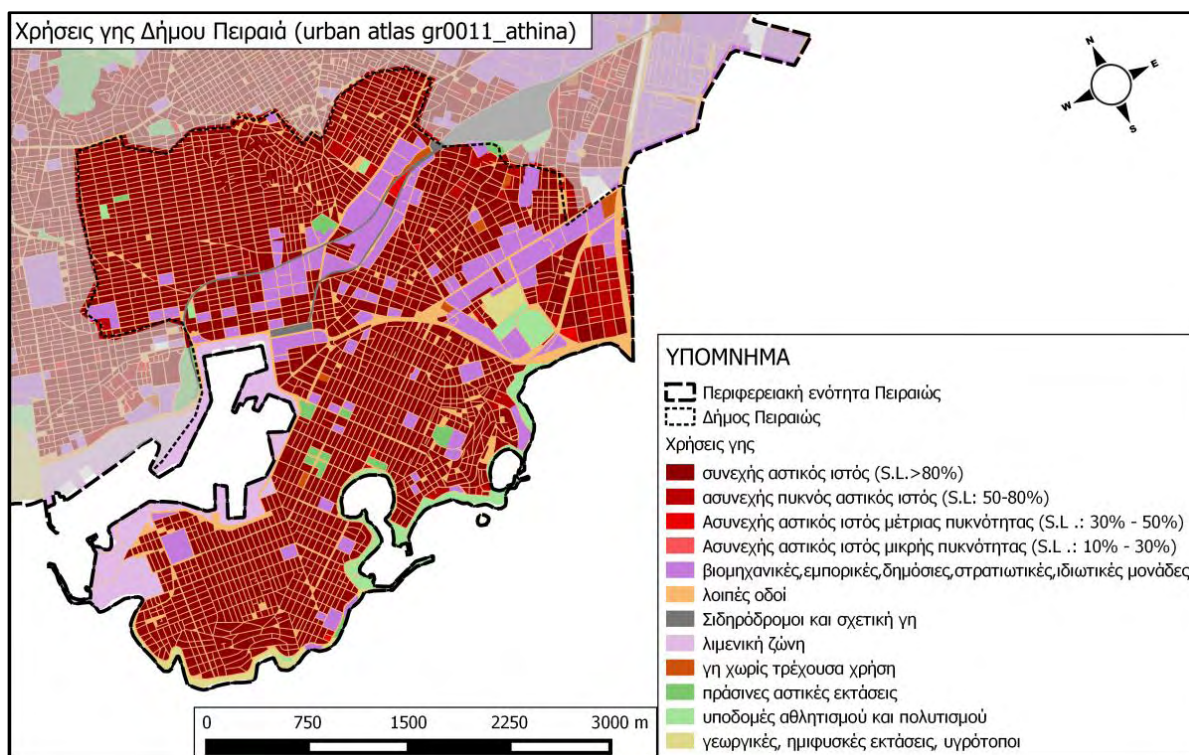 Χρήσεις γης Δήμου Πειραιά (urban atlas gr0011_athina)
N
E
W
S
ΥΠΟΜΝΗΜΑ
Περιφερειακή ενότητα Πειραιώς
Δήμος Πειραιώς
Χρήσεις γης
συνεχής αστικός ιστός (S.L.>80%)
ασυνεχής πυκνός αστικός ιστός (S.L: 50-80%)
Ασυνεχής αστικός ιστός μέτριας πυκνότητας (S.L .: 30% - 50%)
Ασυνεχής αστικός ιστός μικρής πυκνότητας (S.L .: 10% - 30%)
βιομηχανικές,εμπορικές,δημόσιες,στρατιωτικές,ιδιωτικές μονάδες
λοιπές οδοί
Σιδηρόδρομοι και σχετική γη
λιμενική ζώνη
γη χωρίς τρέχουσα χρήση
πράσινες αστικές εκτάσεις
υποδομές αθλητισμού και πολυτισμού
γεωργικές, ημιφυσκές εκτάσεις, υγρότοποι
0 750 1500 2250 3000 m